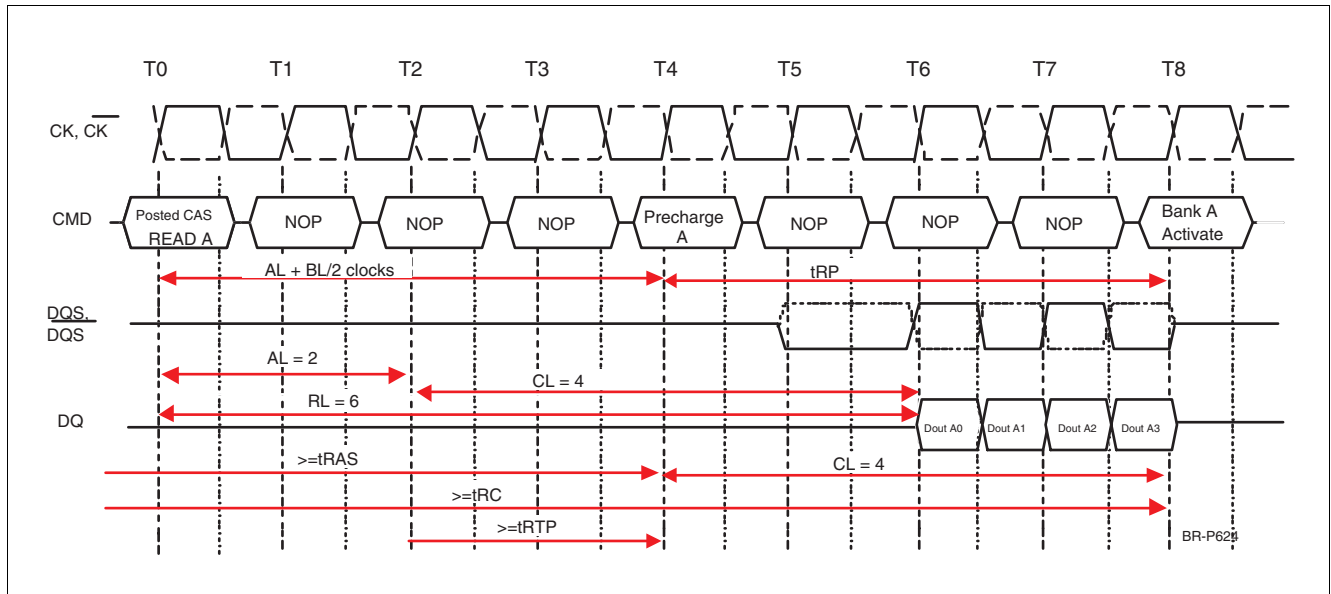 T0 T1 T2 T3 T4 T5 T6 T7 T8
CK, CK
CMD
Posted CAS
READ A
NOP
NOP
NOP
Precharge
A
NOP
NOP
NOP
Bank A
Activate
AL + BL/2 clocks
tRP
DQS,
DQS
AL = 2
CL = 4
RL = 6
DQ
Dout A0
Dout A1
Dout A2
Dout A3
>=tRAS
CL = 4
>=tRC
>=tRTP
BR-P624